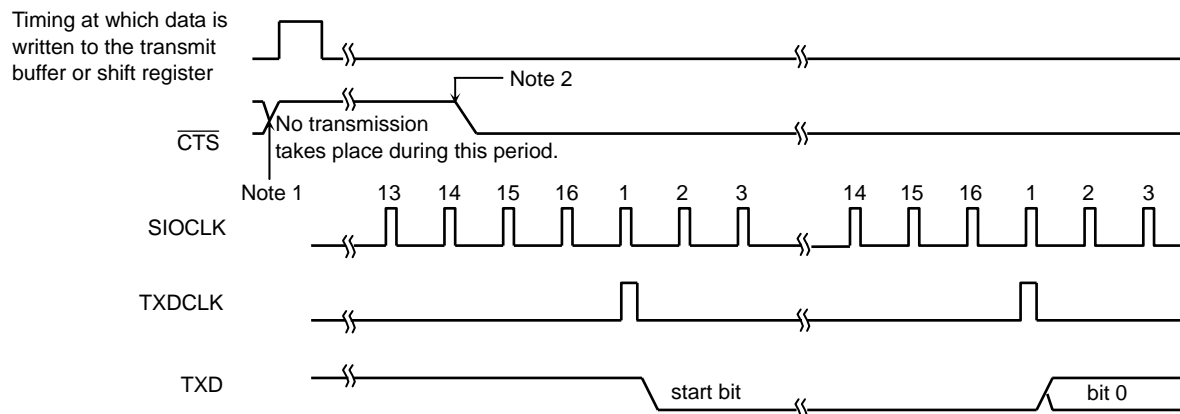 Timing at which data is
written to the transmit
buffer or shift register
Note 2
CTS
No transmission
takes place during this period.
Note 1
13 14 15 16 1 2 3 14 15 16 1 2 3
SIOCLK
TXDCLK
TXD
start bit
bit 0